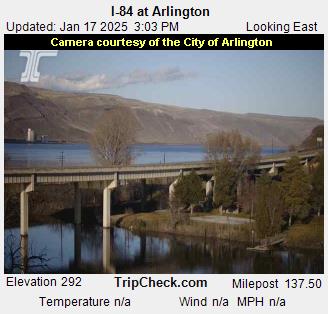 I-84 at Arlington
Updated: Jan 17 2025 3:03 PM Looking East
Camera courtesy of the City of Arlington
Elevation 292 TripCheck.com Milepost 137.50
Temperature n/a Wind n/a MPH n/a